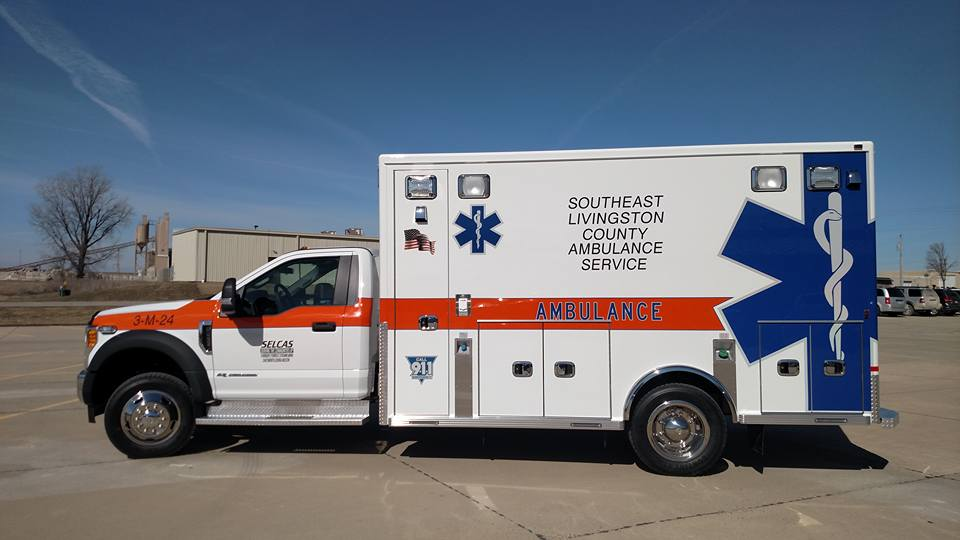 SOUTHEAST
LIVINGSTON
COUNTY
AMBULANCE
SERVICE
AMBULANCE
3-M-24
SELCAS
CALL
911